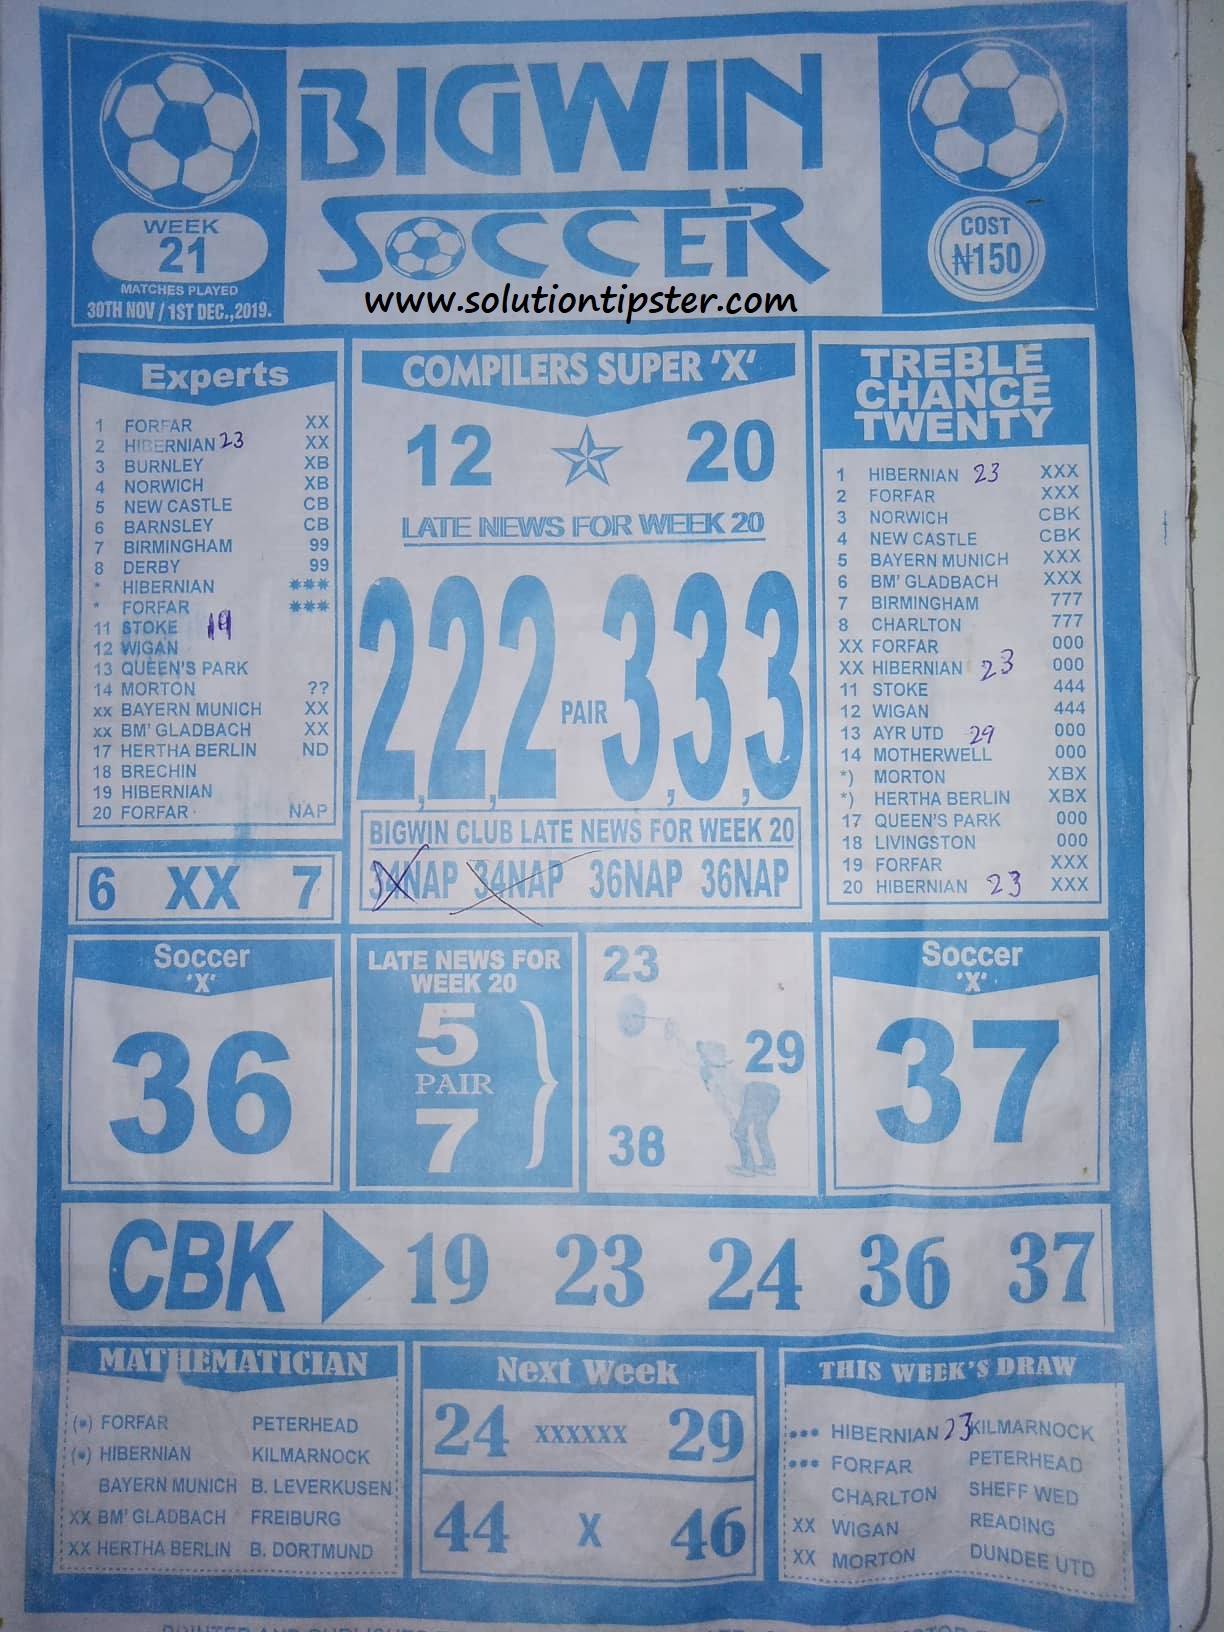 BIGWIN
SOCCER
www.solutiontipster.com
WEEK
21
MATCHES PLAYED
30TH NOV / 1ST DEC.,2019.
COST
₦150
Experts
1 FORFAR XX
2 HIBERNIAN 23 XX
3 BURNLEY XB
4 NORWICH XB
5 NEW CASTLE CB
6 BARNSLEY CB
7 BIRMINGHAM 99
8 DERBY 99
* HIBERNIAN ***
* FORFAR ***
11 STOKE 19
12 WIGAN
13 QUEEN'S PARK
14 MORTON ??
xx BAYERN MUNICH XX
xx BM' GLADBACH XX
17 HERTHA BERLIN ND
18 BRECHIN
19 HIBERNIAN
20 FORFAR NAP
6 XX 7
COMPILERS SUPER 'X'
12 20
LATE NEWS FOR WEEK 20
2,2,2 PAIR 3,3,3
BIGWIN CLUB LATE NEWS FOR WEEK 20
34NAP 34NAP 36NAP 36NAP
TREBLE
CHANCE
TWENTY
1 HIBERNIAN 23 XXX
2 FORFAR XXX
3 NORWICH CBK
4 NEW CASTLE CBK
5 BAYERN MUNICH XXX
6 BM' GLADBACH XXX
7 BIRMINGHAM 777
8 CHARLTON 777
XX FORFAR 000
XX HIBERNIAN 23 000
11 STOKE 444
12 WIGAN 444
13 AYR UTD 29 000
14 MOTHERWELL 000
*) MORTON XBX
*) HERTHA BERLIN XBX
17 QUEEN'S PARK 000
18 LIVINGSTON 000
19 FORFAR XXX
20 HIBERNIAN 23 XXX
Soccer
'X'
36
LATE NEWS FOR
WEEK 20
5
PAIR
7
23
29
38
Soccer
'X'
37
CBK 19 23 24 36 37
MATHEMATICIAN
(•) FORFAR PETERHEAD
(•) HIBERNIAN KILMARNOCK
BAYERN MUNICH B. LEVERKUSEN
XX BM' GLADBACH FREIBURG
XX HERTHA BERLIN B. DORTMUND
Next Week
24 XXXXXX 29
44 X 46
THIS WEEK'S DRAW
••• HIBERNIAN 23 KILMARNOCK
••• FORFAR PETERHEAD
CHARLTON SHEFF WED
XX WIGAN READING
XX MORTON DUNDEE UTD